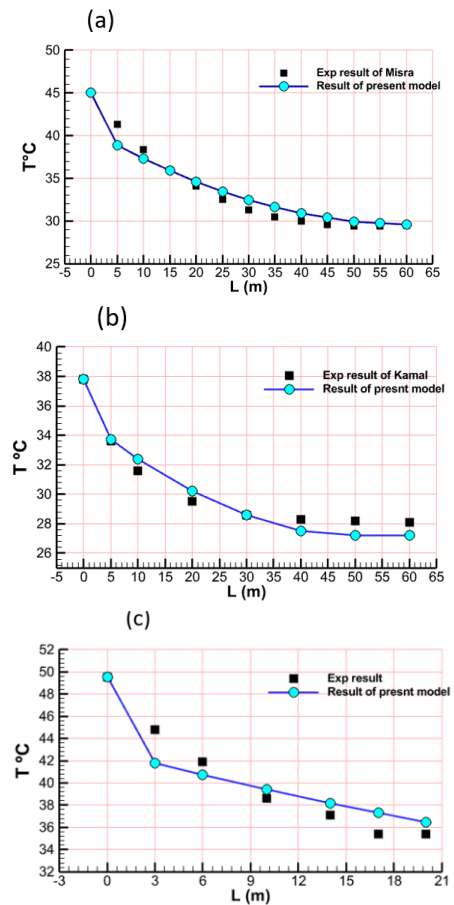 (a)
50
45
40
35
30
25
T°C
Exp result of Misra
Result of present model
-5 0 5 10 15 20 25 30 35 40 45 50 55 60 65
L (m)
(b)
40
38
36
34
32
30
28
26
T ºC
Exp result of Kamal
Result of presnt model
-5 0 5 10 15 20 25 30 35 40 45 50 55 60 65
L (m)
(c)
52
50
48
46
44
42
40
38
36
34
32
T ºC
Exp result
Result of presnt model
-3 0 3 6 9 12 15 18 21
L (m)